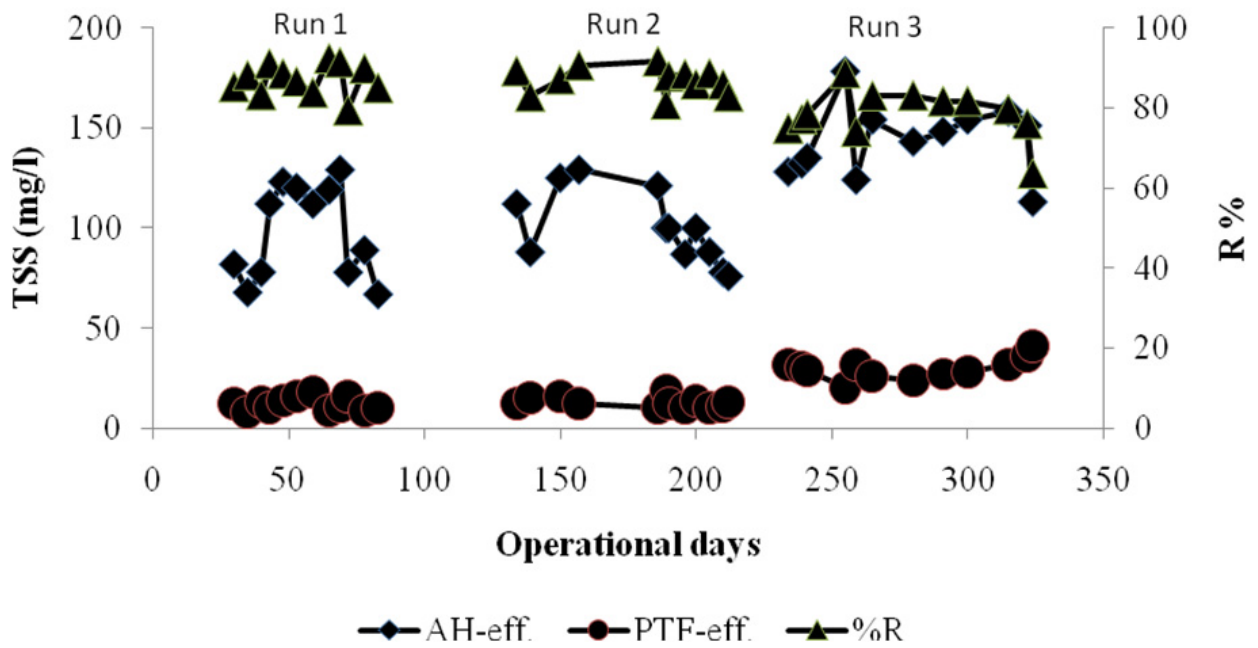 Run 1 Run 2 Run 3
200 100
150 80
100 60
50 40
0 20
0
TSS (mg/l)
R %
0 50 100 150 200 250 300 350
Operational days
AH-eff. PTF-eff. %R